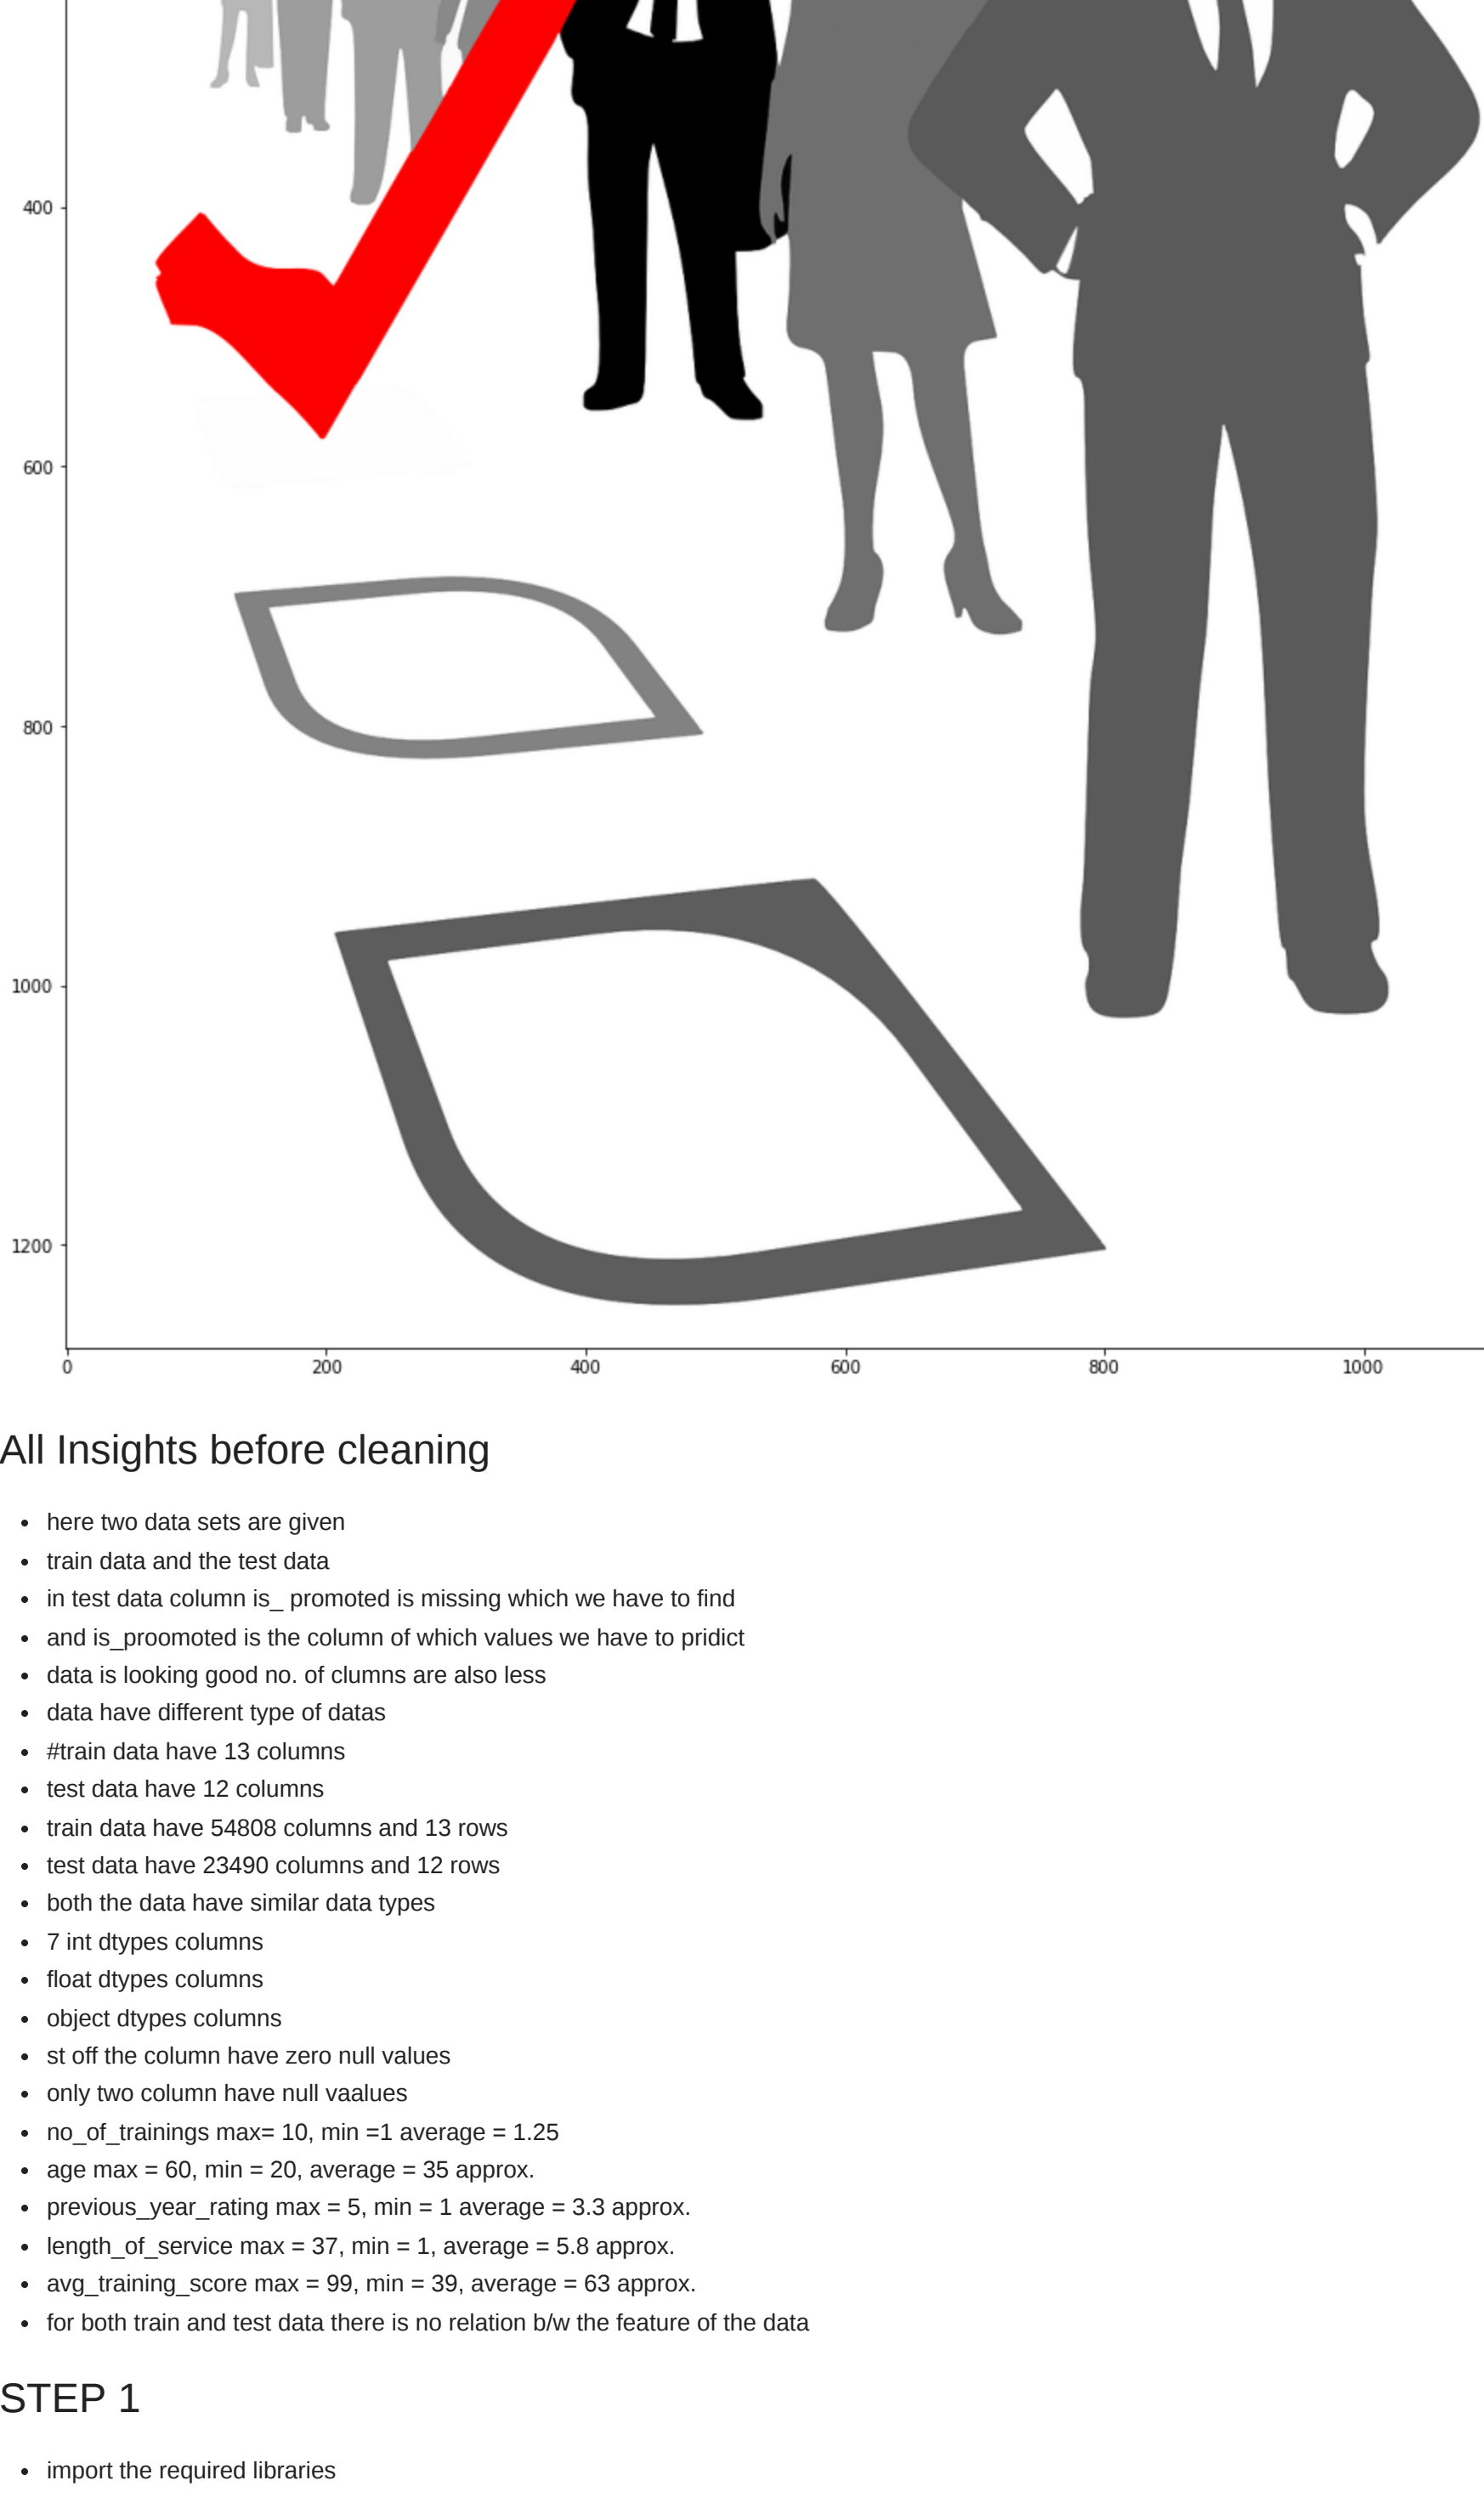 400
600
800
1000
1200
0 200 400 600 800 1000
All Insights before cleaning
• here two data sets are given
• train data and the test data
• in test data column is_ promoted is missing which we have to find
• and is_proomoted is the column of which values we have to pridict
• data is looking good no. of clumns are also less
• data have different type of datas
• #train data have 13 columns
• test data have 12 columns
• train data have 54808 columns and 13 rows
• test data have 23490 columns and 12 rows
• both the data have similar data types
• 7 int dtypes columns
• float dtypes columns
• object dtypes columns
• st off the column have zero null values
• only two column have null vaalues
• no_of_trainings max= 10, min =1 average = 1.25
• age max = 60, min = 20, average = 35 approx.
• previous_year_rating max = 5, min = 1 average = 3.3 approx.
• length_of_service max = 37, min = 1, average = 5.8 approx.
• avg_training_score max = 99, min = 39, average = 63 approx.
• for both train and test data there is no relation b/w the feature of the data
STEP 1
• import the required libraries